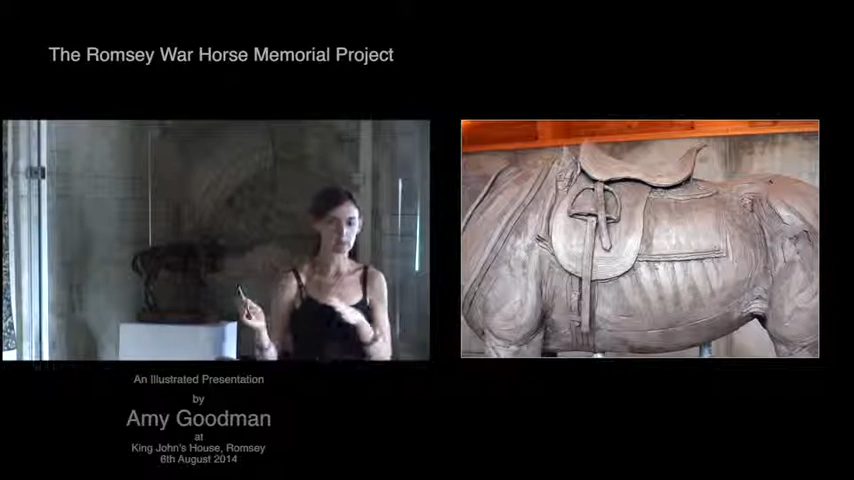 The Romsey War Horse Memorial Project
An Illustrated Presentation
by
Amy Goodman
at
King John's House, Romsey
6th August 2014